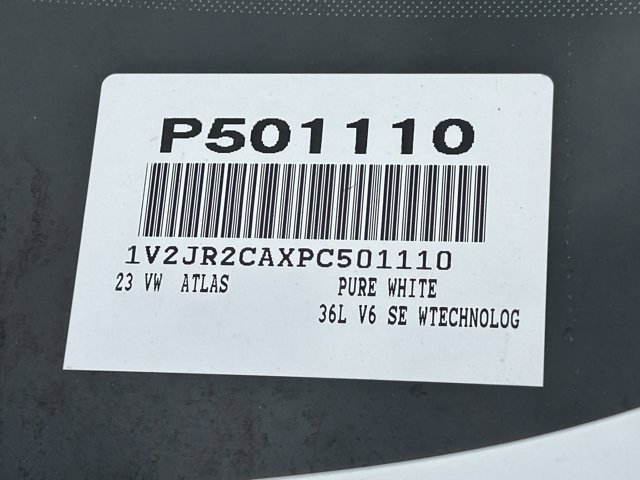 P501110
1V2JR2CAXPC501110
23 VW ATLAS PURE WHITE
36L V6 SE WTECHNOLOG